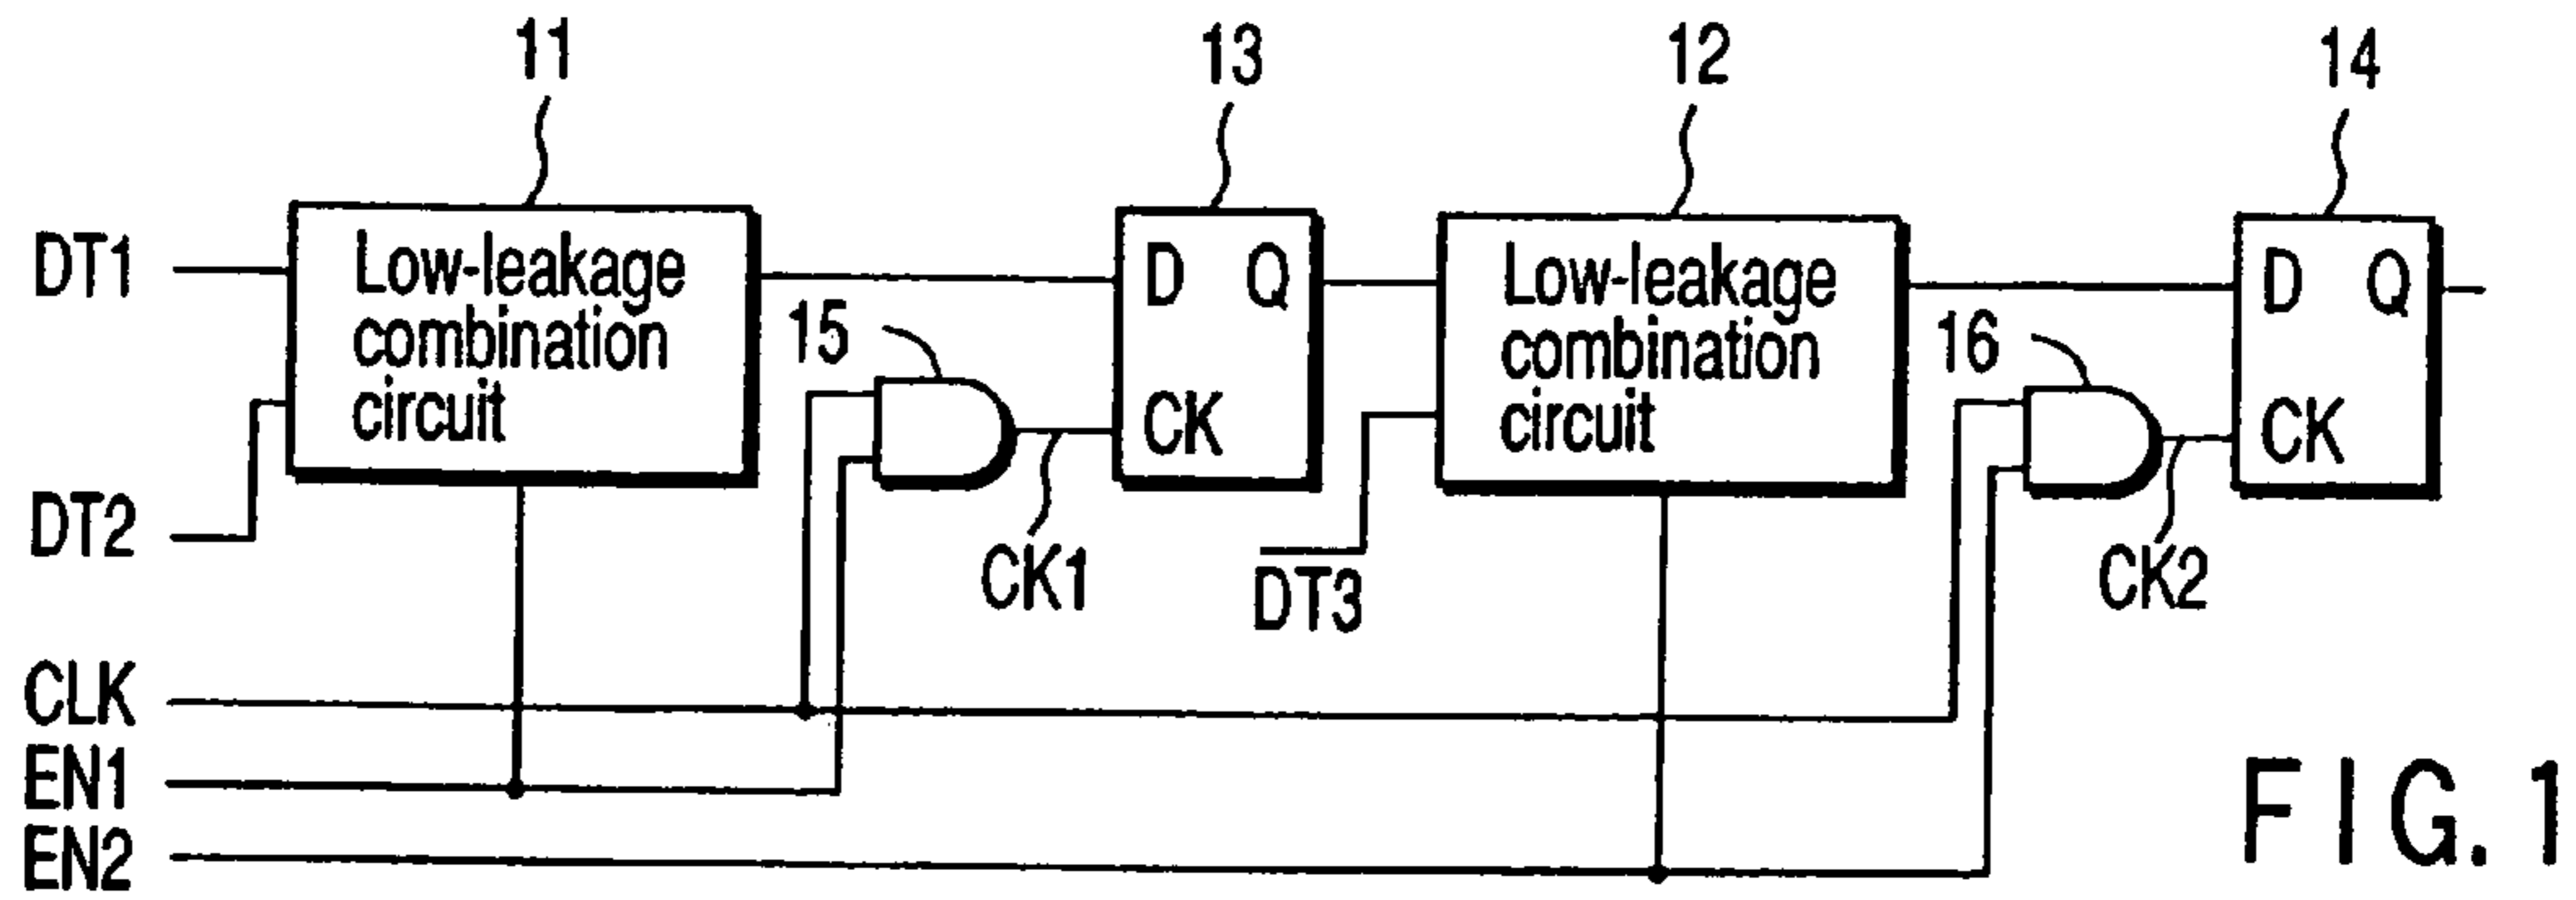 11
13
12
14
DT1
Low-leakage
combination
circuit
D Q
CK
Low-leakage
combination
circuit
D Q
CK
15
16
DT2
CK1
DT3
CK2
CLK
EN1
EN2
FIG. 1